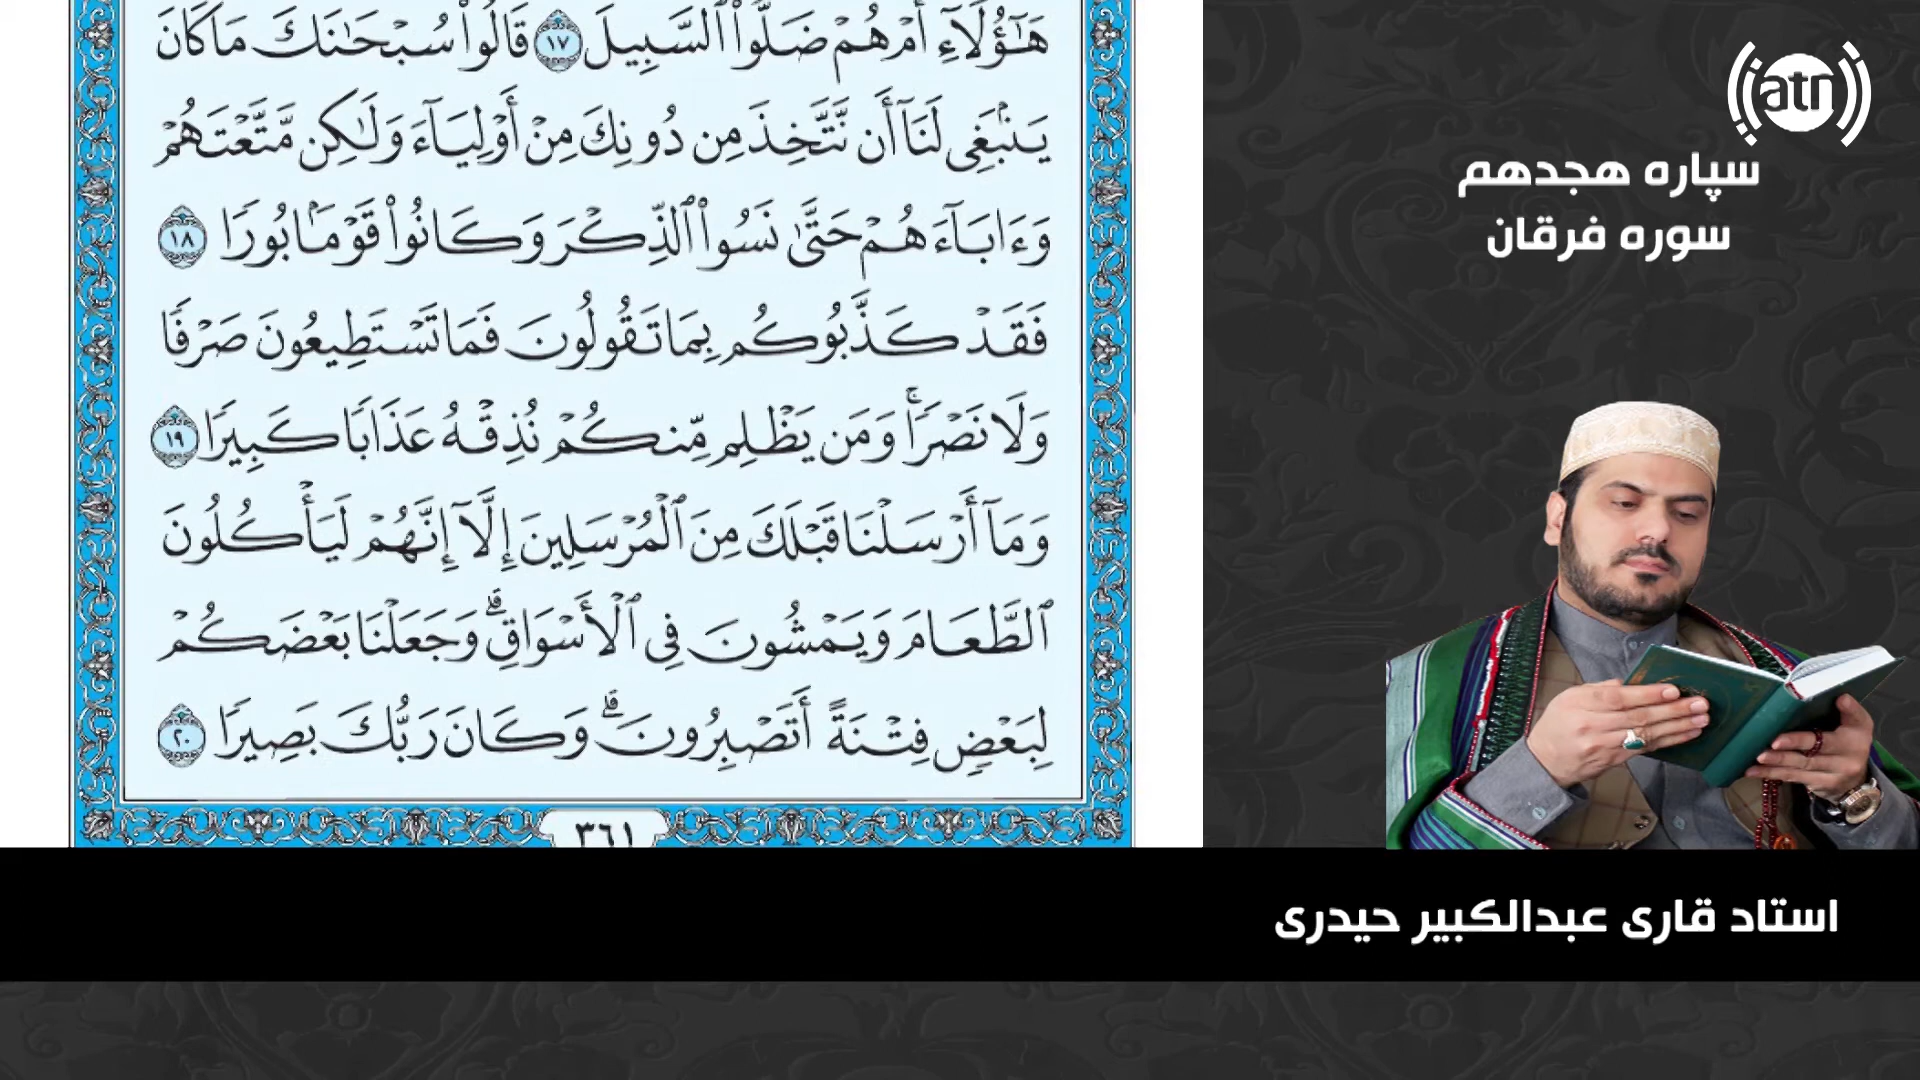 هَٰٓؤُلَآءِ أَمْ هُمْ ضَلُّوا۟ ٱلسَّبِيلَ ١٧ قَالُوا۟ سُبْحَٰنَكَ مَا كَانَ
يَنۢبَغِى لَنَآ أَن نَّتَّخِذَ مِن دُونِكَ مِنْ أَوْلِيَآءَ وَلَٰكِن مَّتَّعْتَهُمْ
وَءَابَآءَهُمْ حَتَّىٰ نَسُوا۟ ٱلذِّكْرَ وَكَانُوا۟ قَوْمًۢا بُورًا ١٨
فَقَدْ كَذَّبُوكُم بِمَا تَقُولُونَ فَمَا تَسْتَطِيعُونَ صَرْفًا
وَلَا نَصْرًا ۚ وَمَن يَظْلِم مِّنكُمْ نُذِقْهُ عَذَابًا كَبِيرًا ١٩
وَمَآ أَرْسَلْنَا قَبْلَكَ مِنَ ٱلْمُرْسَلِينَ إِلَّآ إِنَّهُمْ لَيَأْكُلُونَ
ٱلطَّعَامَ وَيَمْشُونَ فِى ٱلْأَسْوَاقِ ۗ وَجَعَلْنَا بَعْضَكُمْ
لِبَعْضٍ فِتْنَةً أَتَصْبِرُونَ ۗ وَكَانَ رَبُّكَ بَصِيرًا ٢٠
٣٦١
atr
سپاره هجدهم
سوره فرقان
استاد قاری عبدالکبیر حیدری